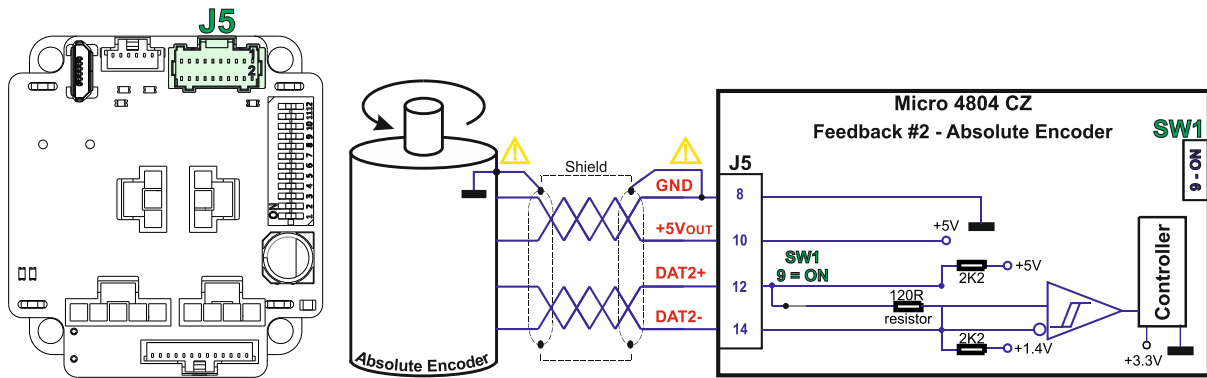 J5
1
2
1 2 3 4 5 6 7 8 9 10 11 12
ON
Absolute Encoder
Shield
GND
+5VOUT
DAT2+
DAT2-
Micro 4804 CZ
Feedback #2 - Absolute Encoder
SW1
9 - ON
J5
8
10
12
14
+5V
SW1
9 = ON
+5V
2K2
120R
resistor
2K2
+1.4V
Controller
+3.3V